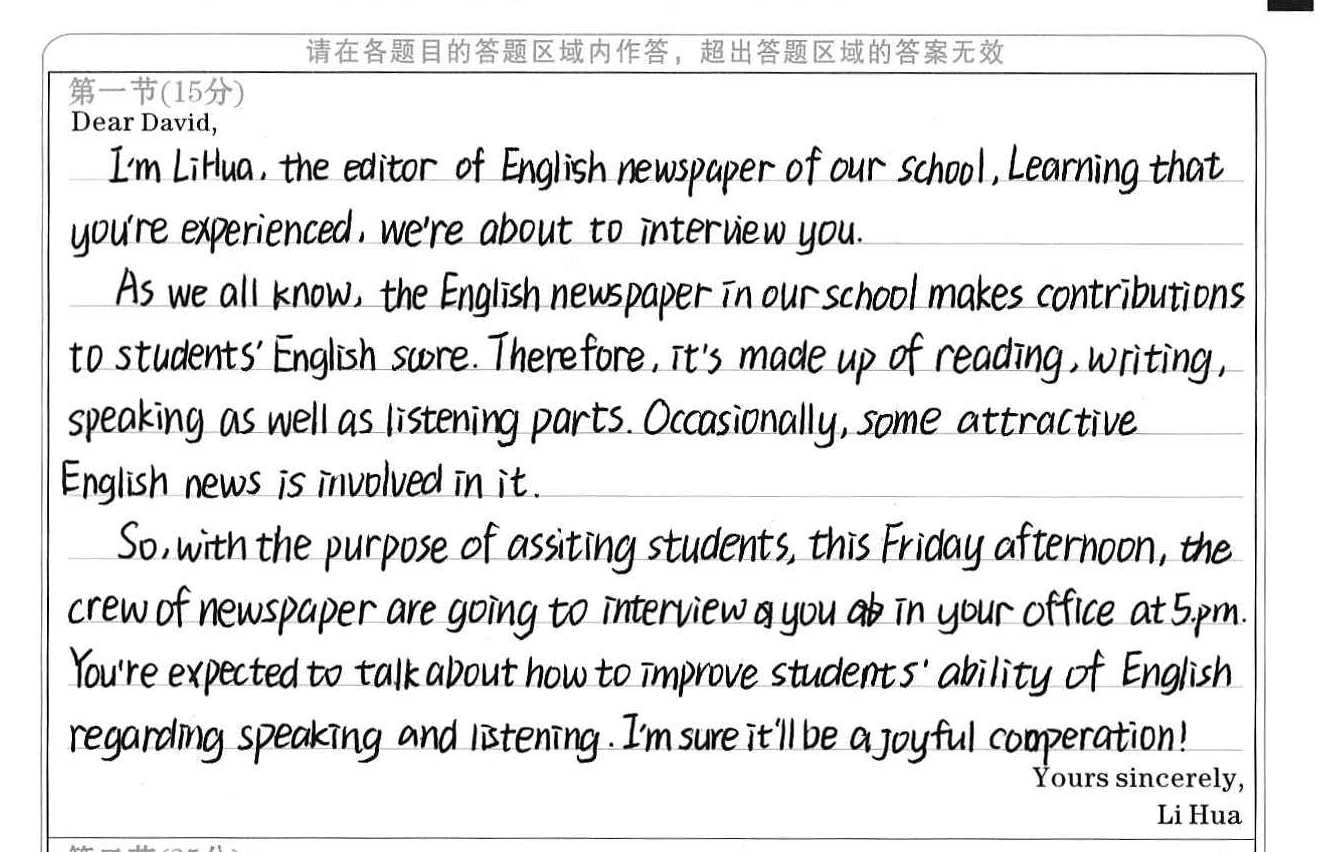 请在各题目的答题区域内作答，超出答题区域的答案无效
第一节(15分)
Dear David,
I'm Li Hua, the editor of English newspaper of our school, Learning that
you're experienced, we're about to interview you.
As we all know, the English newspaper in our school makes contributions
to students' English score. Therefore, it's made up of reading, writing,
speaking as well as listening parts. Occasionally, some attractive
English news is involved in it.
So, with the purpose of assiting students, this Friday afternoon, the
crew of newspaper are going to interview you in your office at 5.pm.
You're expected to talk about how to improve students' ability of English
regarding speaking and listening. I'm sure it'll be a joyful comperation!
Yours sincerely,
Li Hua